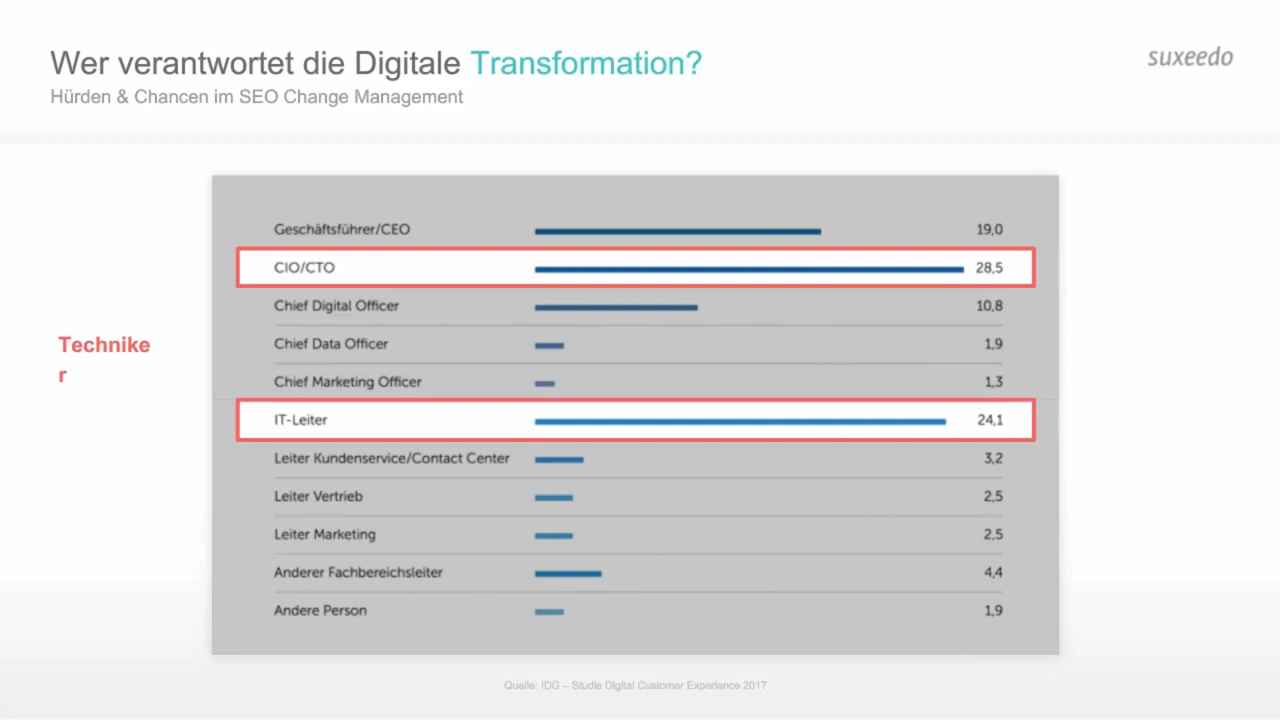 Wer verantwortet die Digitale Transformation?
suxeedo
Hürden & Chancen im SEO Change Management
Geschäftsführer/CEO 19,0
CIO/CTO 28,5
Chief Digital Officer 10,8
Chief Data Officer 1,9
Chief Marketing Officer 1,3
IT-Leiter 24,1
Leiter Kundenservice/Contact Center 3,2
Leiter Vertrieb 2,5
Leiter Marketing 2,5
Anderer Fachbereichsleiter 4,4
Andere Person 1,9
Technike
r
Quelle: IDG – Studie Digital Customer Experience 2017